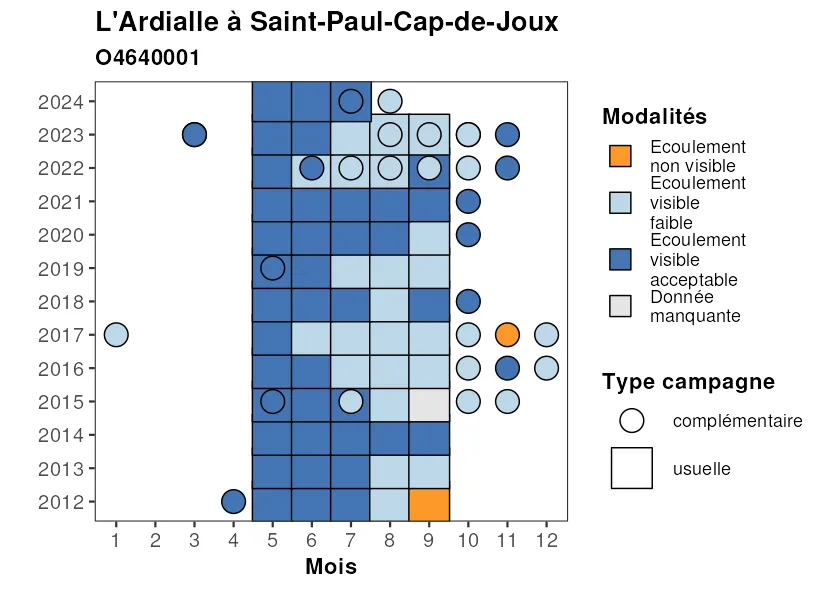 L'Ardialle à Saint-Paul-Cap-de-Joux
O4640001
2024
2023
2022
2021
2020
2019
2018
2017
2016
2015
2014
2013
2012
1 2 3 4 5 6 7 8 9 10 11 12
Mois
Modalités
Ecoulement
non visible
Ecoulement
visible
faible
Ecoulement
visible
acceptable
Donnée
manquante
Type campagne
complémentaire
usuelle